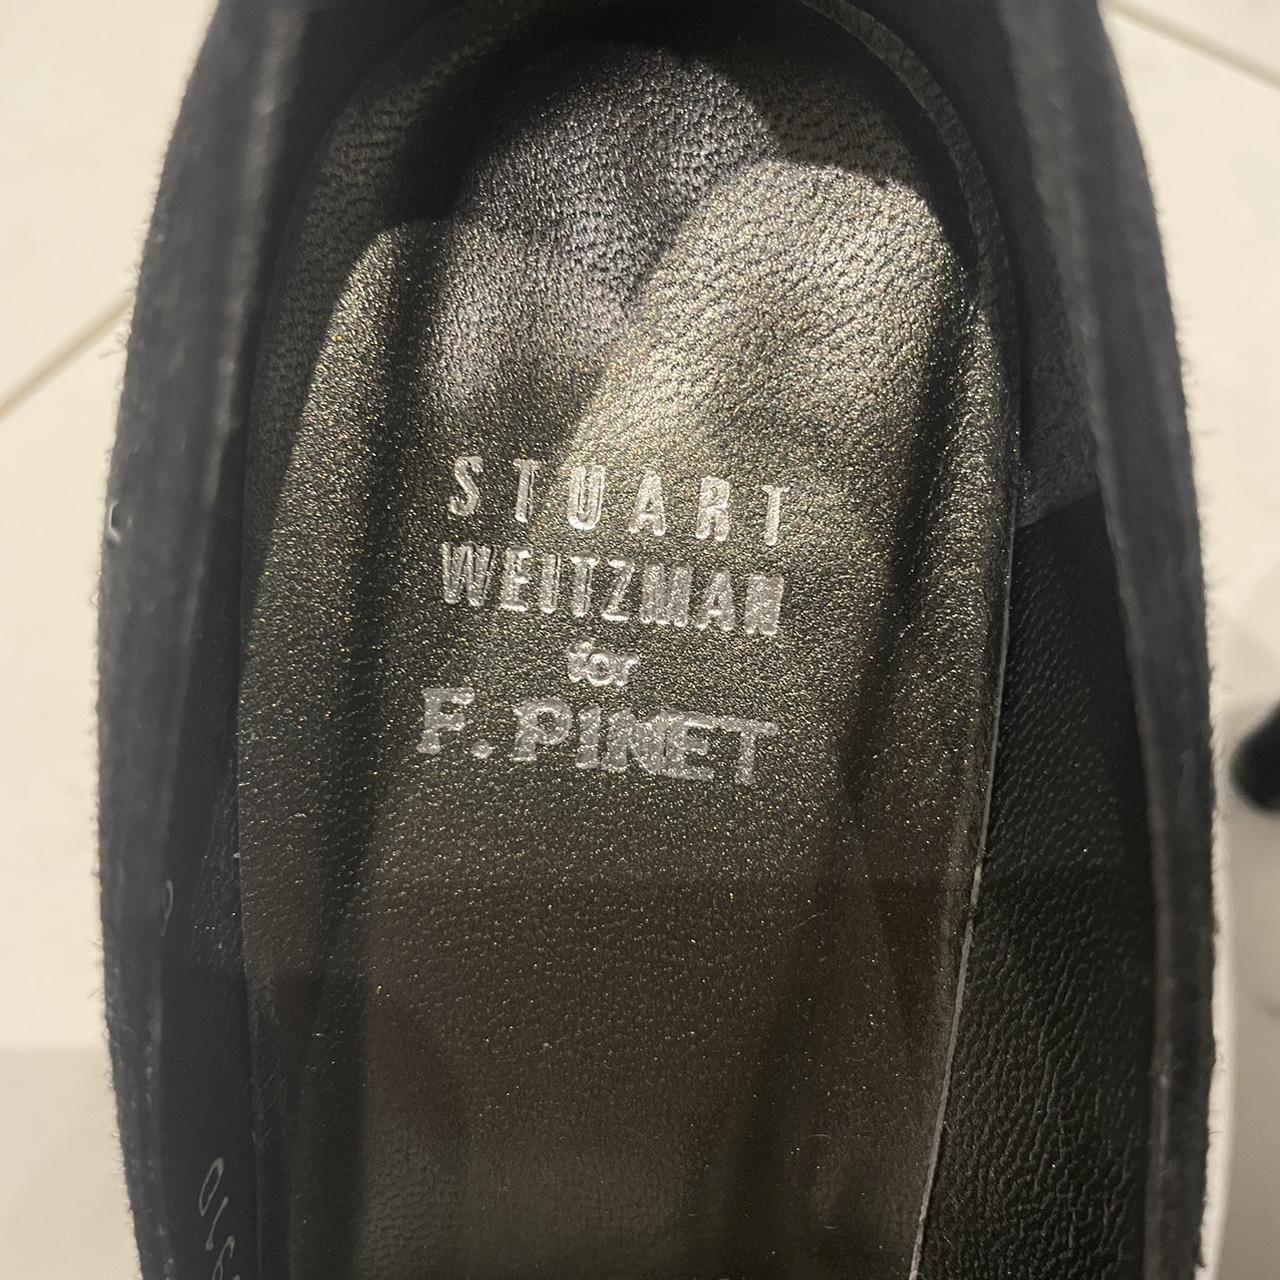 STUART
WEITZMAN
for
F. PINET